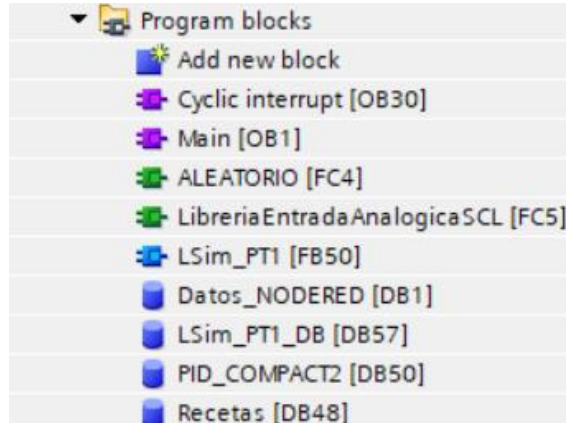 Program blocks
Add new block
Cyclic interrupt [OB30]
Main [OB1]
ALEATORIO [FC4]
LibreriaEntradaAnalogicaSCL [FC5]
LSim_PT1 [FB50]
Datos_NODERED [DB1]
LSim_PT1_DB [DB57]
PID_COMPACT2 [DB50]
Recetas [DB48]